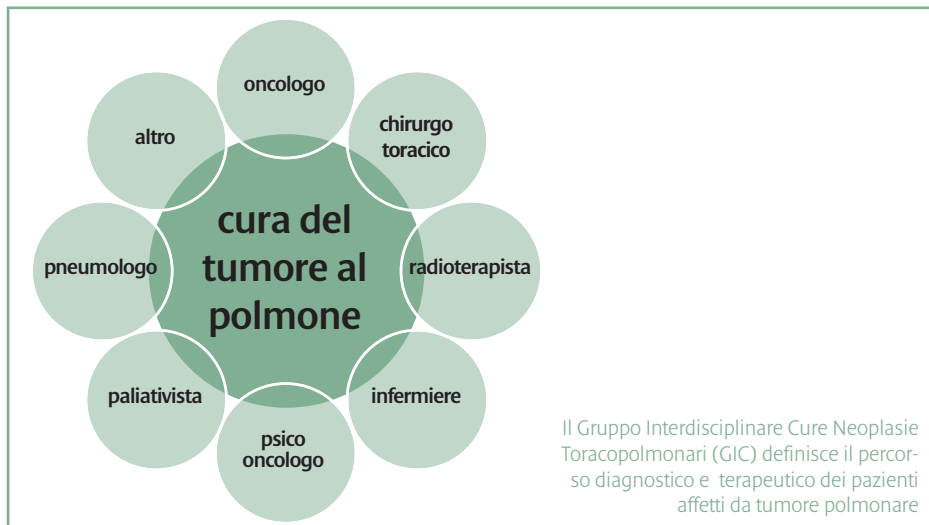 oncologo
chirurgo
toracico
altro
cura del
tumore al
polmone
pneumologo
radioterapista
paliativista
infermiere
psico
oncologo
Il Gruppo Interdisciplinare Cure Neoplasie
Toracopolmonari (GIC) definisce il percor-
so diagnostico e  terapeutico dei pazienti
affetti da tumore polmonare